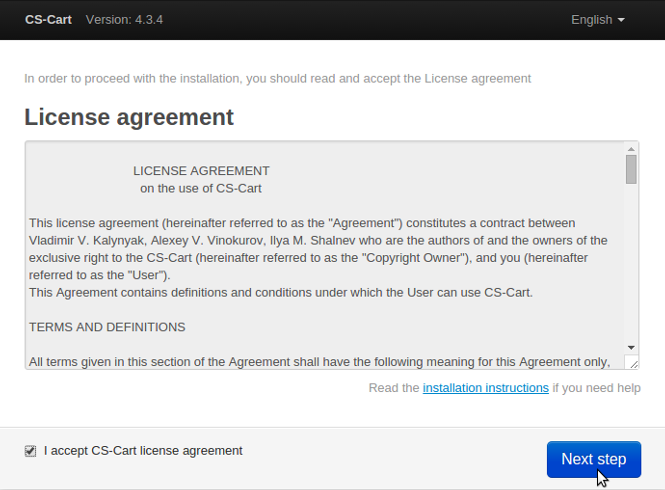 CS-Cart Version: 4.3.4 English
In order to proceed with the installation, you should read and accept the License agreement
License agreement
LICENSE AGREEMENT
on the use of CS-Cart
This license agreement (hereinafter referred to as the "Agreement") constitutes a contract between
Vladimir V. Kalynyak, Alexey V. Vinokurov, Ilya M. Shalnev who are the authors of and the owners of the
exclusive right to the CS-Cart (hereinafter referred to as the "Copyright Owner"), and you (hereinafter
referred to as the "User").
This Agreement contains definitions and conditions under which the User can use CS-Cart.
TERMS AND DEFINITIONS
All terms given in this section of the Agreement shall have the following meaning for this Agreement only,
Read the installation instructions if you need help
I accept CS-Cart license agreement
Next step